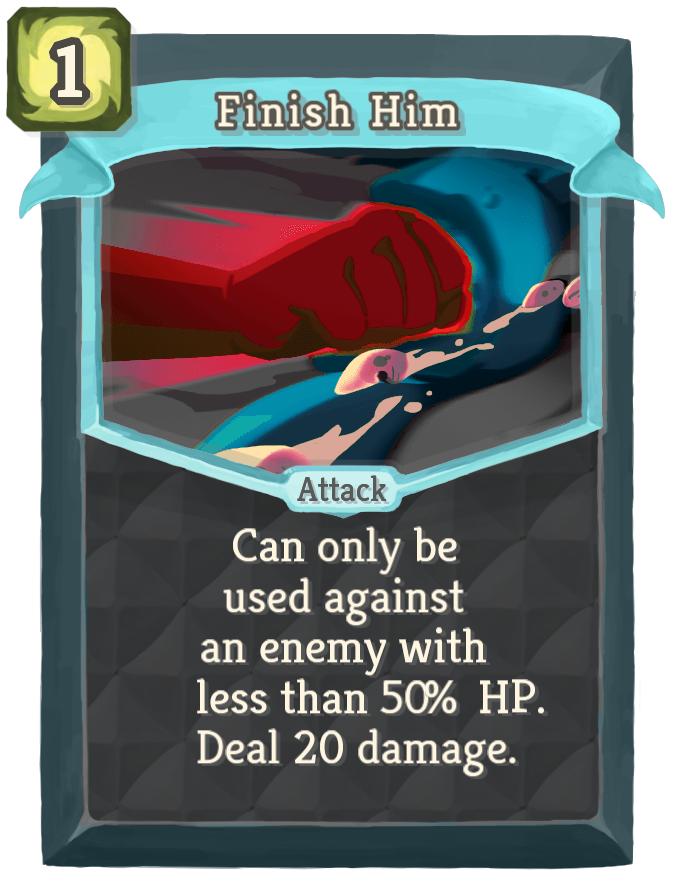 1
Finish Him
Attack
Can only be
used against
an enemy with
less than 50% HP.
Deal 20 damage.